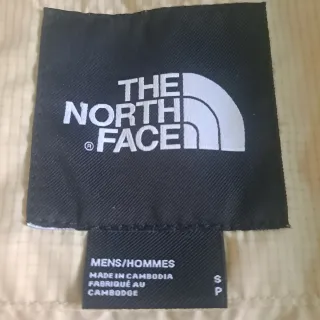 THE
NORTH
®FACE
MENS/HOMMES
MADE IN CAMBODIA
FABRIQUÉ AU
CAMBODGE
S
P